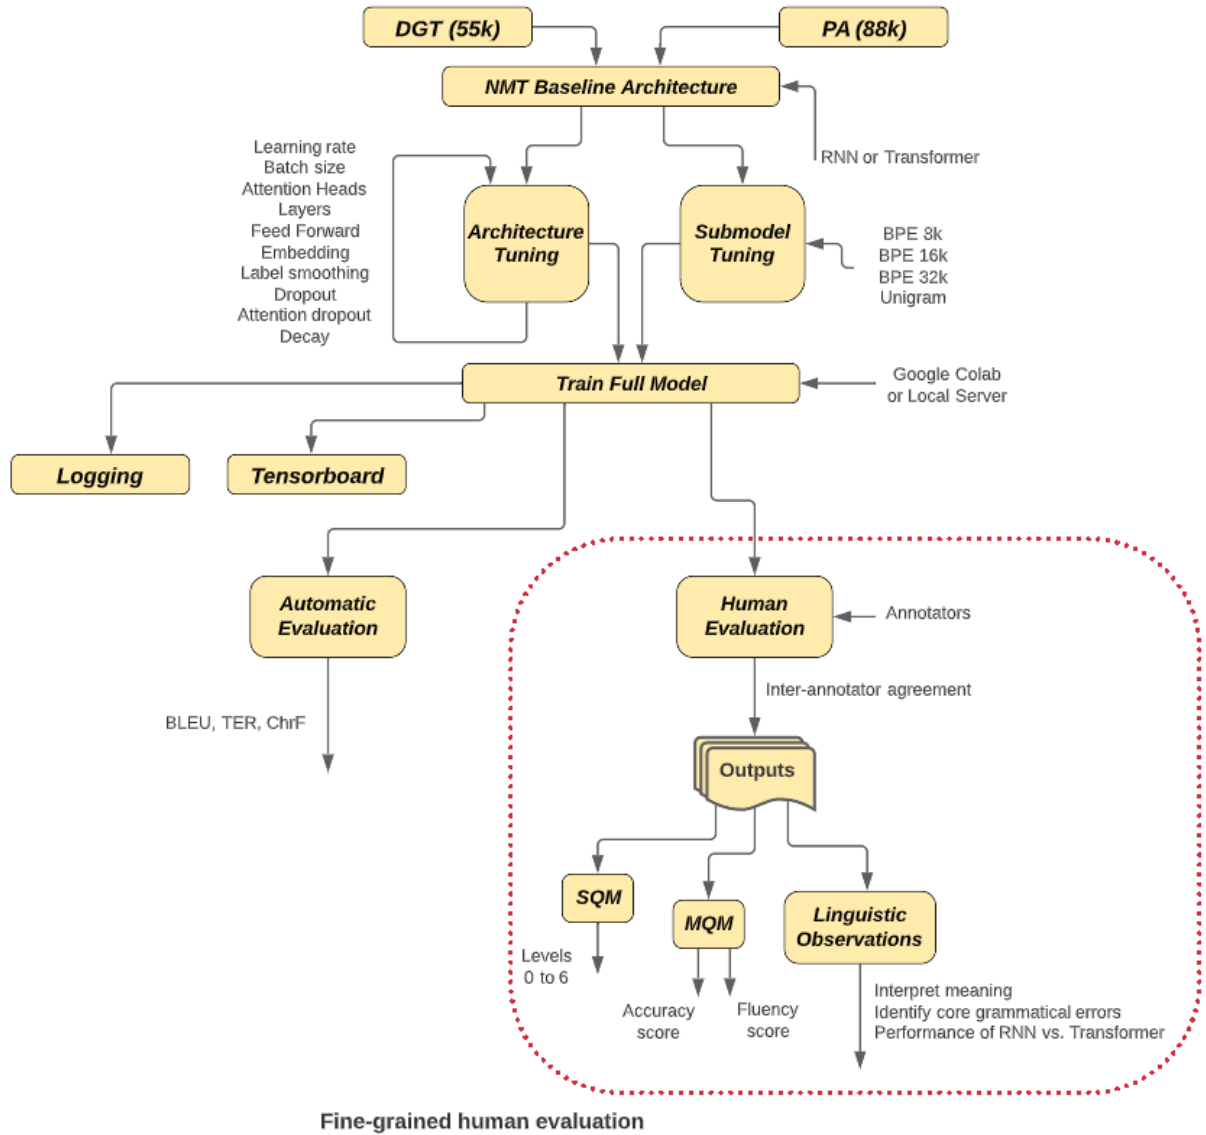 DGT (55k)
PA (88k)
NMT Baseline Architecture
RNN or Transformer
Learning rate
Batch size
Attention Heads
Layers
Feed Forward
Embedding
Label smoothing
Dropout
Attention dropout
Decay
Architecture
Tuning
Submodel
Tuning
BPE 8k
BPE 16k
BPE 32k
Unigram
Train Full Model
Google Colab
or Local Server
Logging
Tensorboard
Automatic
Evaluation
Human
Evaluation
Annotators
Inter-annotator agreement
BLEU, TER, ChrF
Outputs
SQM
MQM
Linguistic
Observations
Levels
0 to 6
Accuracy
score
Fluency
score
Interpret meaning
Identify core grammatical errors
Performance of RNN vs. Transformer
Fine-grained human evaluation